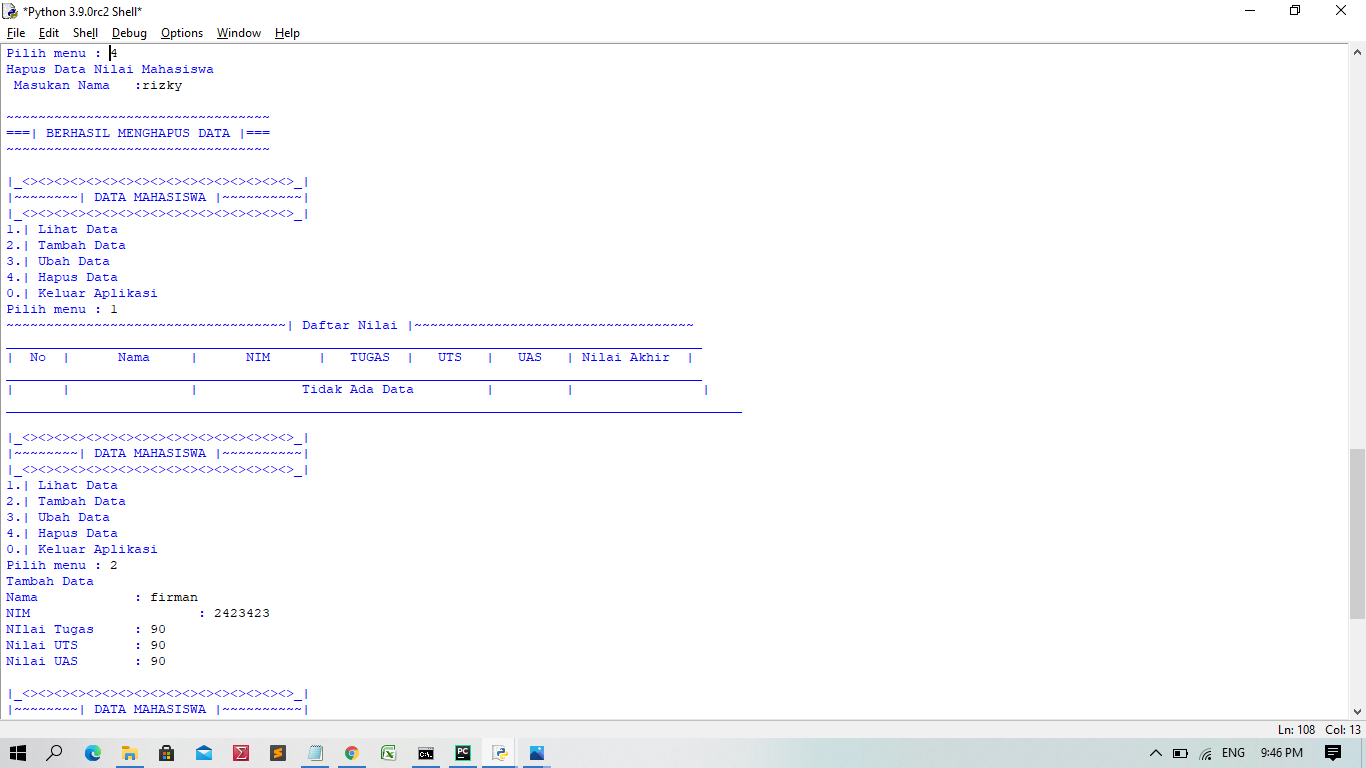 *Python 3.9.0rc2 Shell*
File Edit Shell Debug Options Window Help
Pilih menu : 4
Hapus Data Nilai Mahasiswa
 Masukan Nama   :rizky
~~~~~~~~~~~~~~~~~~~~~~~~~~~~~~~~~
===| BERHASIL MENGHAPUS DATA |===
~~~~~~~~~~~~~~~~~~~~~~~~~~~~~~~~~
|_<><><><><><><><><><><><><><><><><>_|
|~~~~~~~~| DATA MAHASISWA |~~~~~~~~~~|
|_<><><><><><><><><><><><><><><><><>_|
1.| Lihat Data
2.| Tambah Data
3.| Ubah Data
4.| Hapus Data
0.| Keluar Aplikasi
Pilih menu : 1
~~~~~~~~~~~~~~~~~~~~~~~~~~~~~~~~~~~| Daftar Nilai |~~~~~~~~~~~~~~~~~~~~~~~~~~~~~~~~~~~
|  No  |      Nama     |      NIM      |   TUGAS  |   UTS   |   UAS   | Nilai Akhir  |
|      |               |             Tidak Ada Data         |         |                |
|_<><><><><><><><><><><><><><><><><>_|
|~~~~~~~~| DATA MAHASISWA |~~~~~~~~~~|
|_<><><><><><><><><><><><><><><><><>_|
1.| Lihat Data
2.| Tambah Data
3.| Ubah Data
4.| Hapus Data
0.| Keluar Aplikasi
Pilih menu : 2
Tambah Data
Nama            : firman
NIM                     : 2423423
NIlai Tugas     : 90
Nilai UTS       : 90
Nilai UAS       : 90
|_<><><><><><><><><><><><><><><><><>_|
|~~~~~~~~| DATA MAHASISWA |~~~~~~~~~~|
Ln: 108 Col: 13
ENG 9:46 PM